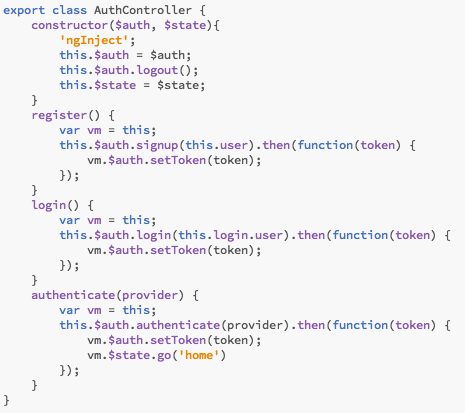 export class AuthController {
    constructor($auth, $state){
        'ngInject';
        this.$auth = $auth;
        this.$auth.logout();
        this.$state = $state;
    }
    register() {
        var vm = this;
        this.$auth.signup(this.user).then(function(token) {
            vm.$auth.setToken(token);
        });
    }
    login() {
        var vm = this;
        this.$auth.login(this.login.user).then(function(token) {
            vm.$auth.setToken(token);
        });
    }
    authenticate(provider) {
        var vm = this;
        this.$auth.authenticate(provider).then(function(token) {
            vm.$auth.setToken(token);
            vm.$state.go('home')
        });
    }
}